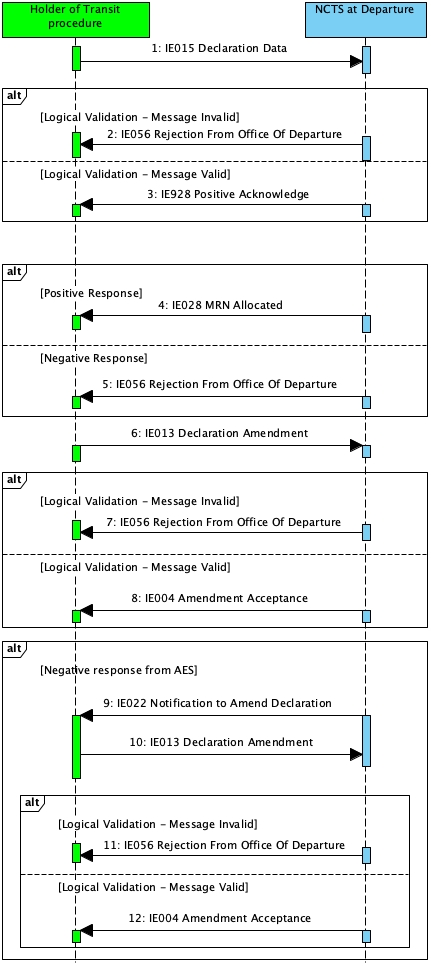 Holder of Transit
procedure
NCTS at Departure
1: IE015 Declaration Data
alt
[Logical Validation – Message Invalid]
2: IE056 Rejection From Office Of Departure
[Logical Validation – Message Valid]
3: IE928 Positive Acknowledge
alt
[Positive Response]
4: IE028 MRN Allocated
[Negative Response]
5: IE056 Rejection From Office Of Departure
6: IE013 Declaration Amendment
alt
[Logical Validation – Message Invalid]
7: IE056 Rejection From Office Of Departure
[Logical Validation – Message Valid]
8: IE004 Amendment Acceptance
alt
[Negative response from AES]
9: IE022 Notification to Amend Declaration
10: IE013 Declaration Amendment
alt
[Logical Validation – Message Invalid]
11: IE056 Rejection From Office Of Departure
[Logical Validation – Message Valid]
12: IE004 Amendment Acceptance